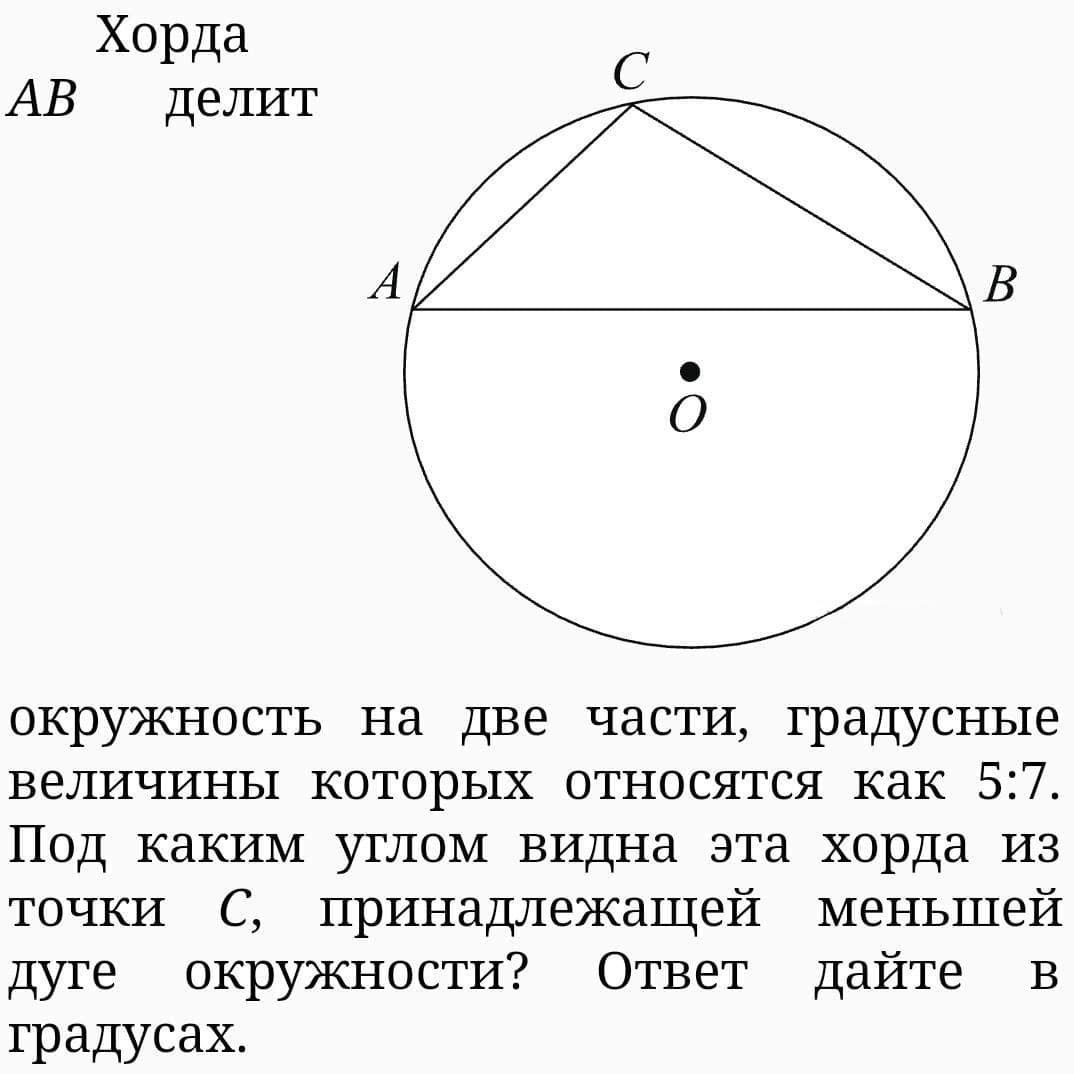 Хорда
AB делит
C
A
B
O
окружность на две части, градусные
величины которых относятся как 5:7.
Под каким углом видна эта хорда из
точки C, принадлежащей меньшей
дуге окружности? Ответ дайте в
градусах.